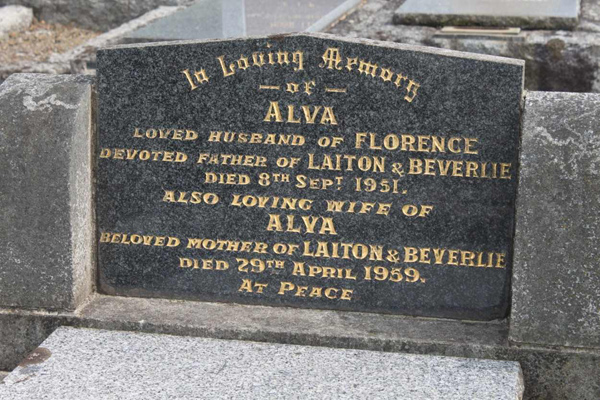 In Loving Memory
— of —
ALVA
LOVED HUSBAND OF FLORENCE
DEVOTED FATHER OF LAITON & BEVERLIE
DIED 8TH SEPT. 1951.
ALSO LOVING WIFE OF
ALVA
BELOVED MOTHER OF LAITON & BEVERLIE
DIED 29TH APRIL 1959.
AT PEACE